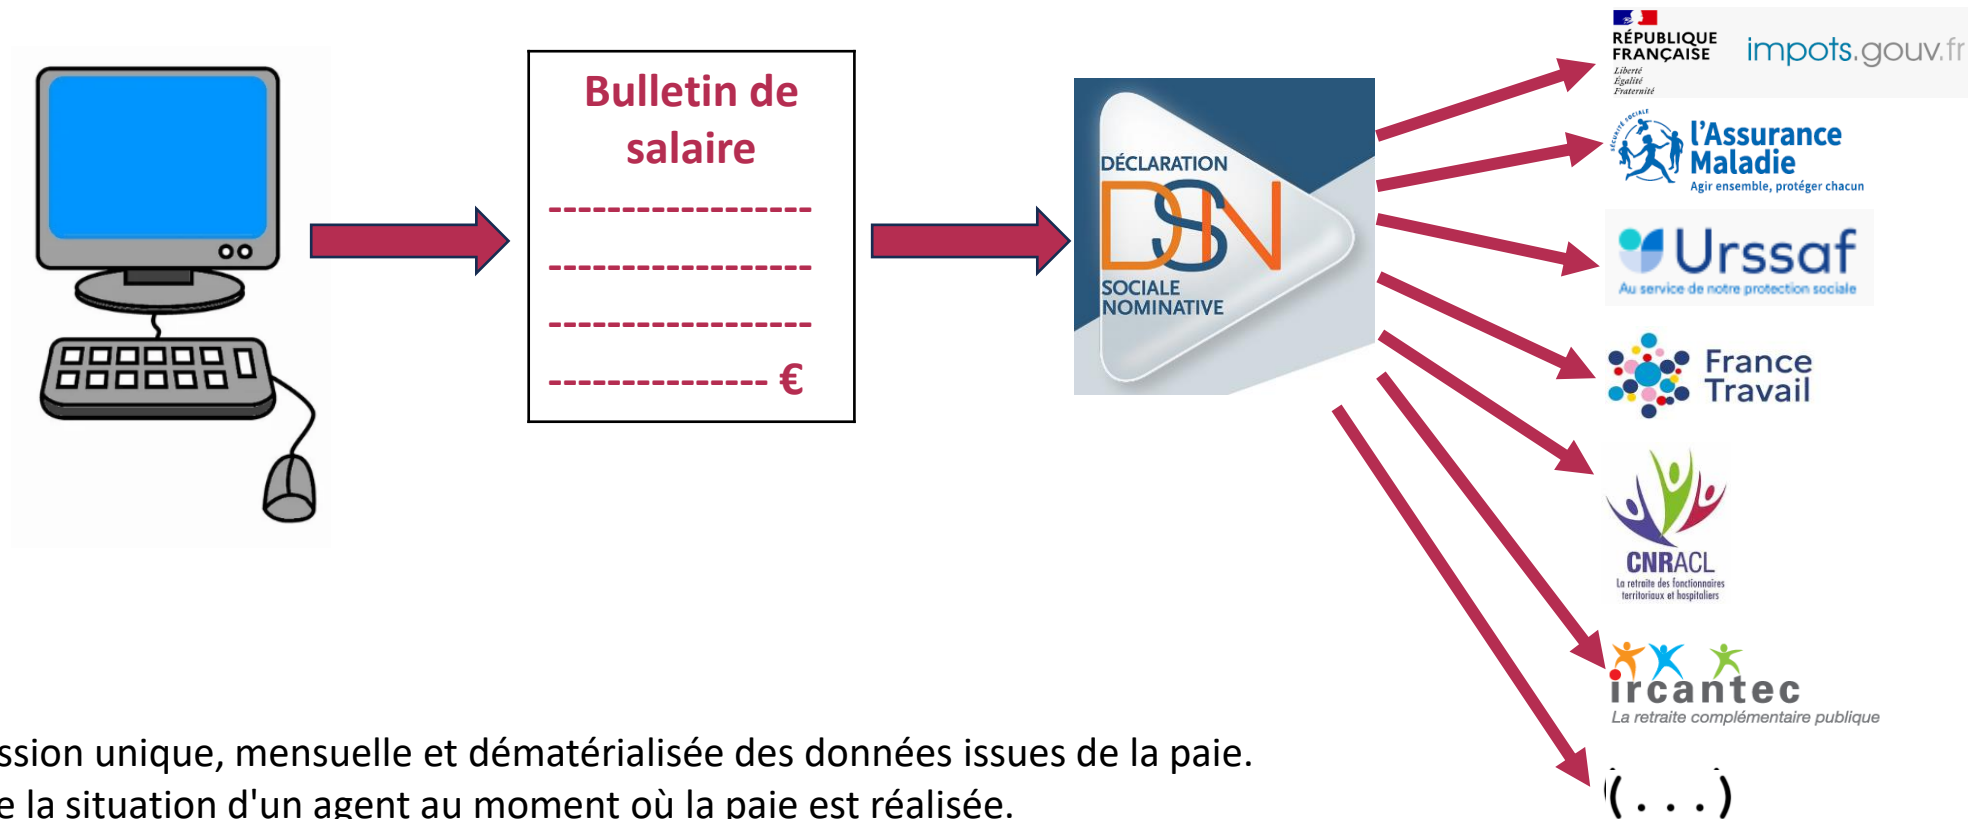 Bulletin de
salaire
------------------
------------------
------------------
--------------- €
DÉCLARATION
DSN
SOCIALE
NOMINATIVE
RÉPUBLIQUE
FRANÇAISE
Liberté
Égalité
Fraternité
impots.gouv.fr
SÉCURITÉ SOCIALE
l'Assurance
Maladie
Agir ensemble, protéger chacun
Urssaf
Au service de notre protection sociale
France
Travail
CNRACL
La retraite des fonctionnaires
territoriaux et hospitaliers
ircantec
La retraite complémentaire publique
(...)
ssion unique, mensuelle et dématérialisée des données issues de la paie.
e la situation d'un agent au moment où la paie est réalisée.